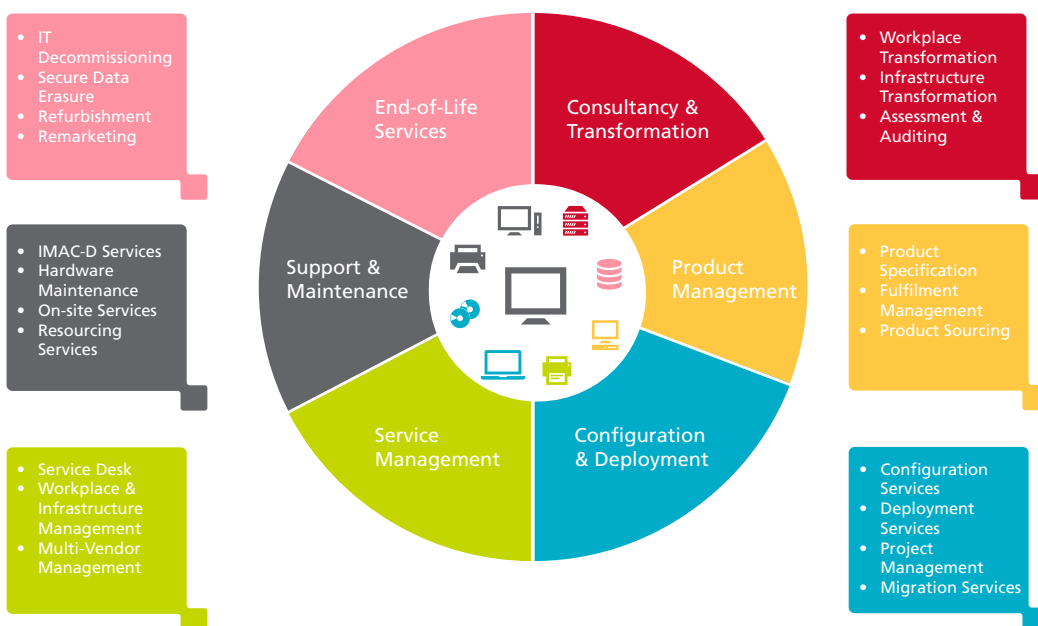 • IT
Decommissioning
• Secure Data
Erasure
• Refurbishment
• Remarketing
End-of-Life
Services
Consultancy &
Transformation
• Workplace
Transformation
• Infrastructure
Transformation
• Assessment &
Auditing
• IMAC-D Services
• Hardware
Maintenance
• On-site Services
• Resourcing
Services
Support &
Maintenance
Product
Management
• Product
Specification
• Fulfilment
Management
• Product Sourcing
• Service Desk
• Workplace &
Infrastructure
Management
• Multi-Vendor
Management
Service
Management
Configuration
& Deployment
• Configuration
Services
• Deployment
Services
• Project
Management
• Migration Services